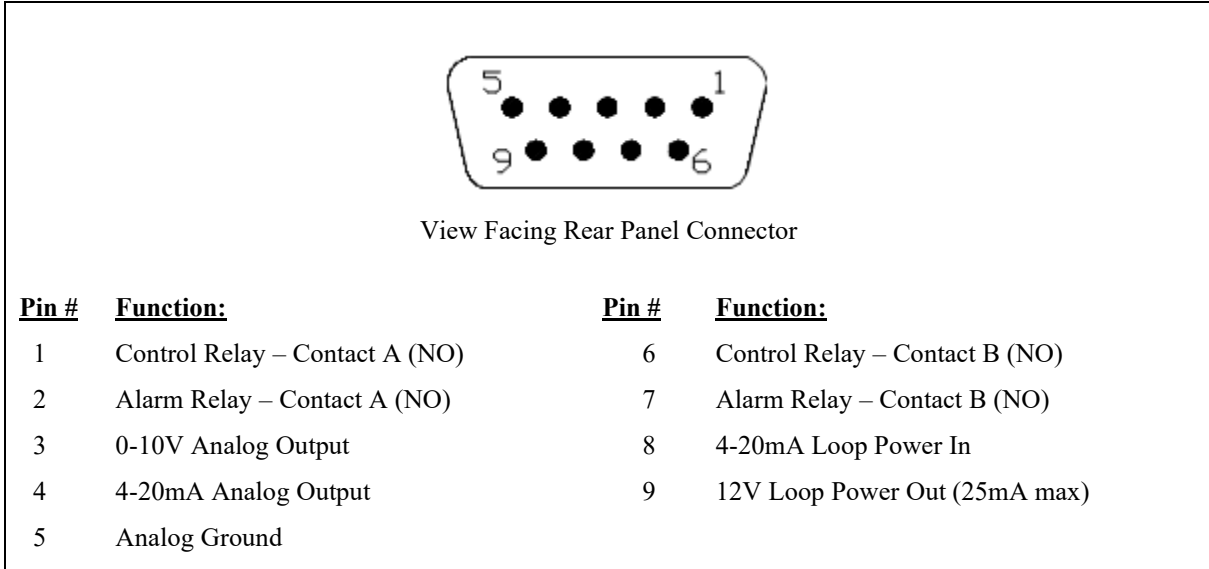 5 1
9 6
View Facing Rear Panel Connector
Pin # Function: Pin # Function:
1 Control Relay – Contact A (NO) 6 Control Relay – Contact B (NO)
2 Alarm Relay – Contact A (NO) 7 Alarm Relay – Contact B (NO)
3 0-10V Analog Output 8 4-20mA Loop Power In
4 4-20mA Analog Output 9 12V Loop Power Out (25mA max)
5 Analog Ground